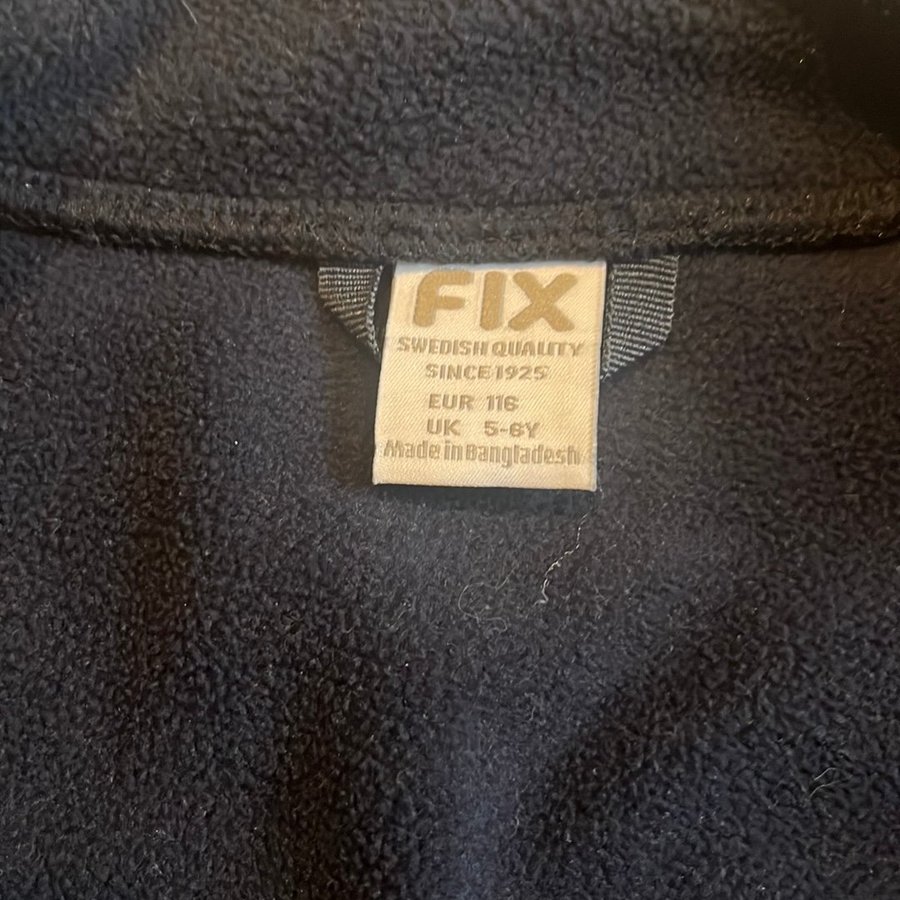 FIX
SWEDISH QUALITY
SINCE 1925
EUR 116
UK 5-6Y
Made in Bangladesh